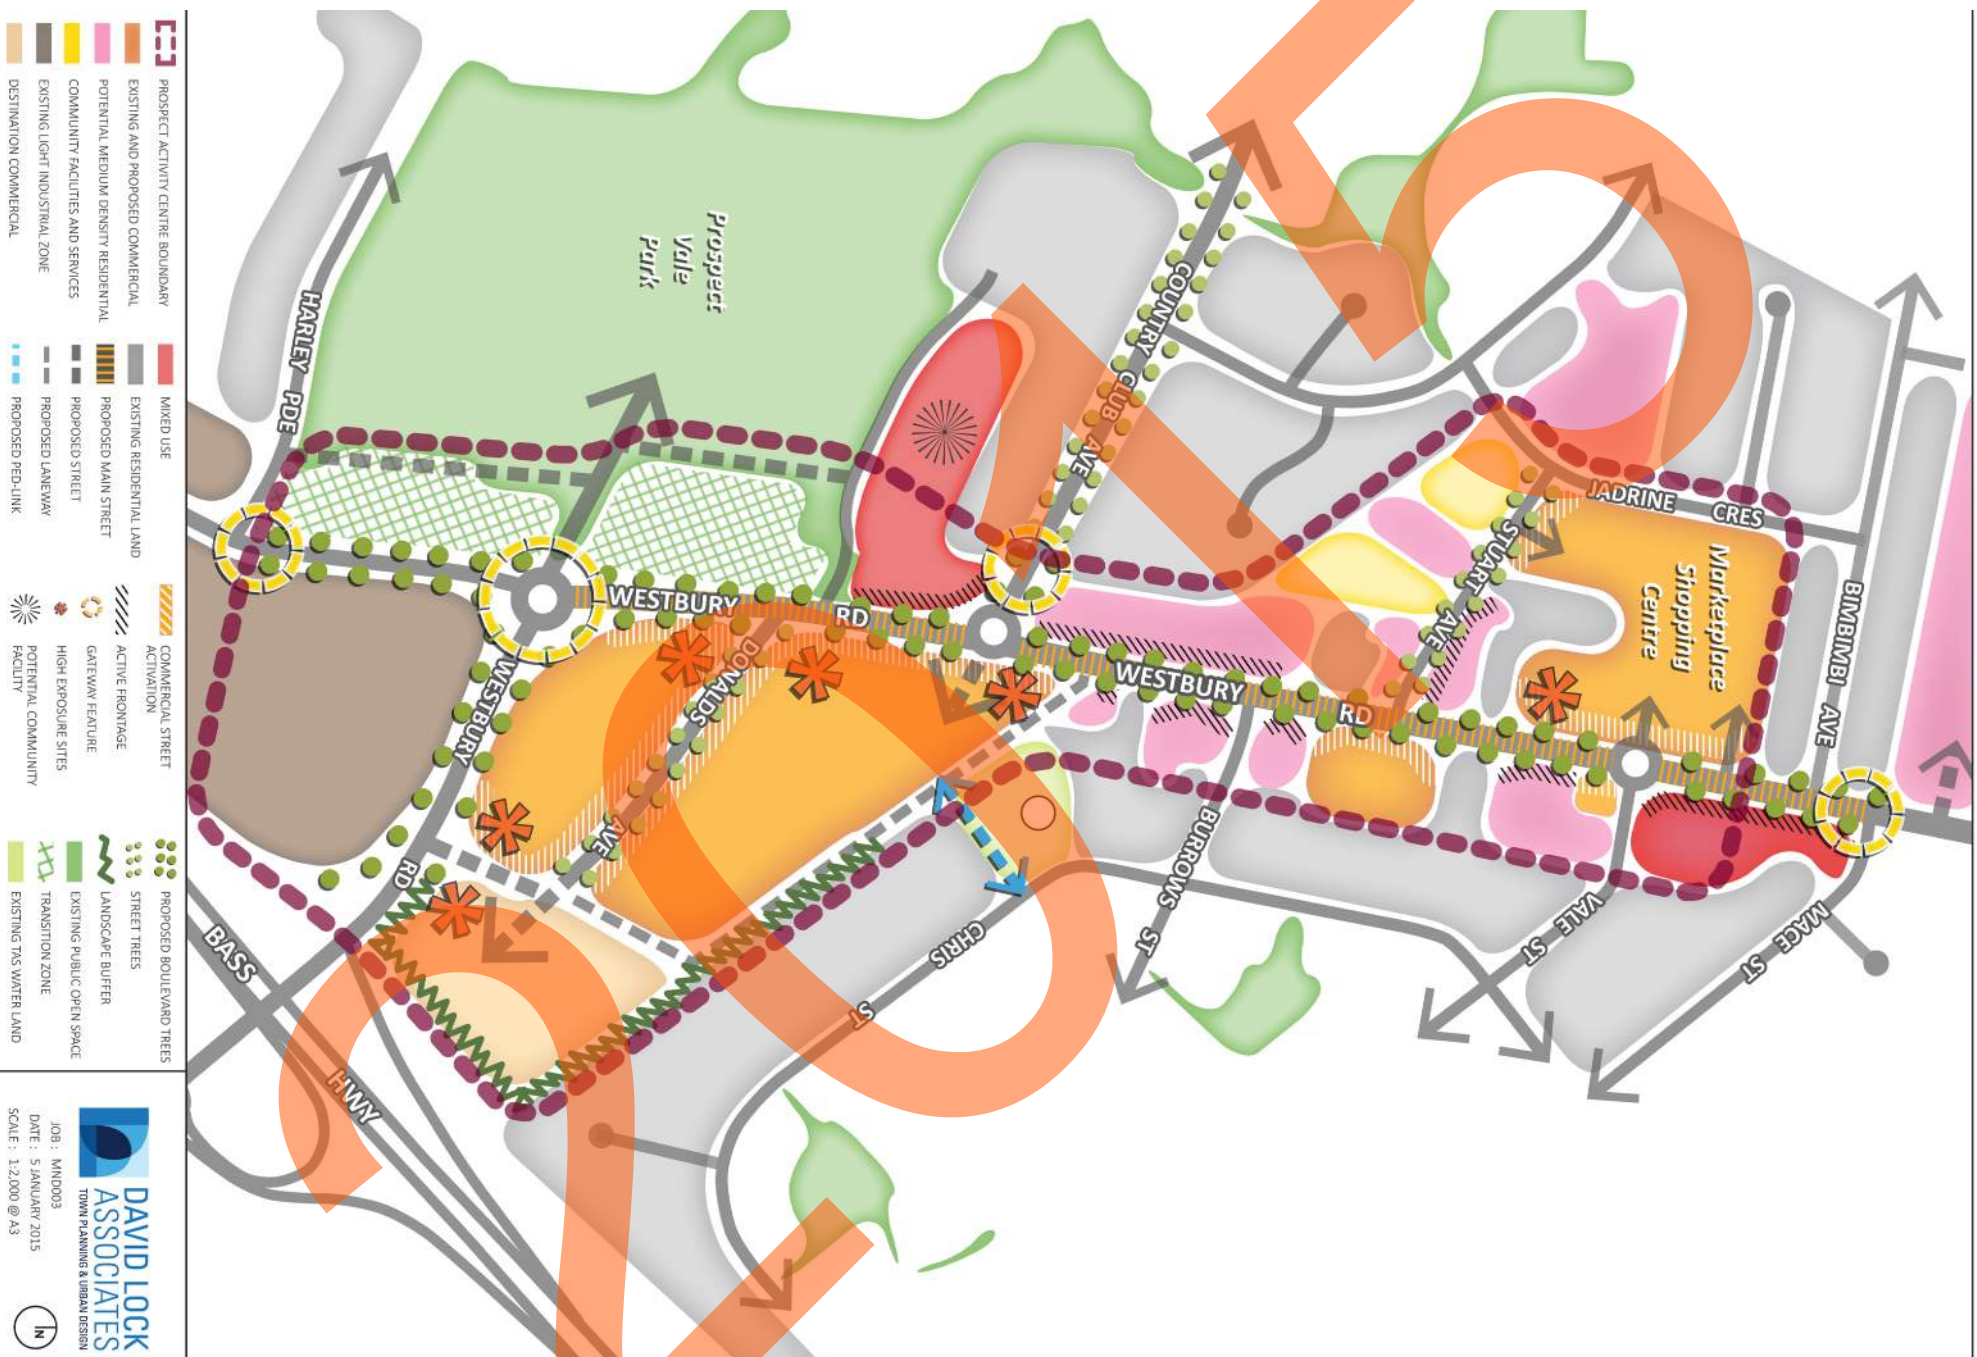 Prospect
Vale
Park
Marketplace
Shopping
Centre
HARLEY PDE
COUNTRY CLUB AVE
JADRINE CRES
STUART AVE
BIMBIMBI AVE
WESTBURY RD
WESTBURY RD
WESTBURY RD
DONALDS AVE
BURROWS ST
VALE ST
MACE ST
CHRIS ST
BASS HWY
PROSPECT ACTIVITY CENTRE BOUNDARY
EXISTING AND PROPOSED COMMERCIAL
POTENTIAL MEDIUM DENSITY RESIDENTIAL
COMMUNITY FACILITIES AND SERVICES
EXISTING LIGHT INDUSTRIAL ZONE
DESTINATION COMMERCIAL
MIXED USE
EXISTING RESIDENTIAL LAND
PROPOSED MAIN STREET
PROPOSED STREET
PROPOSED LANEWAY
PROPOSED PED-LINK
COMMERCIAL STREET
ACTIVATION
ACTIVE FRONTAGE
GATEWAY FEATURE
HIGH EXPOSURE SITES
POTENTIAL COMMUNITY
FACILITY
PROPOSED BOULEVARD TREES
STREET TREES
LANDSCAPE BUFFER
EXISTING PUBLIC OPEN SPACE
TRANSITION ZONE
EXISTING TAS WATER LAND
DAVID LOCK
ASSOCIATES
TOWN PLANNING & URBAN DESIGN
JOB : MND003
DATE : 5 JANUARY 2015
SCALE : 1:2,000 @ A3
N
2015